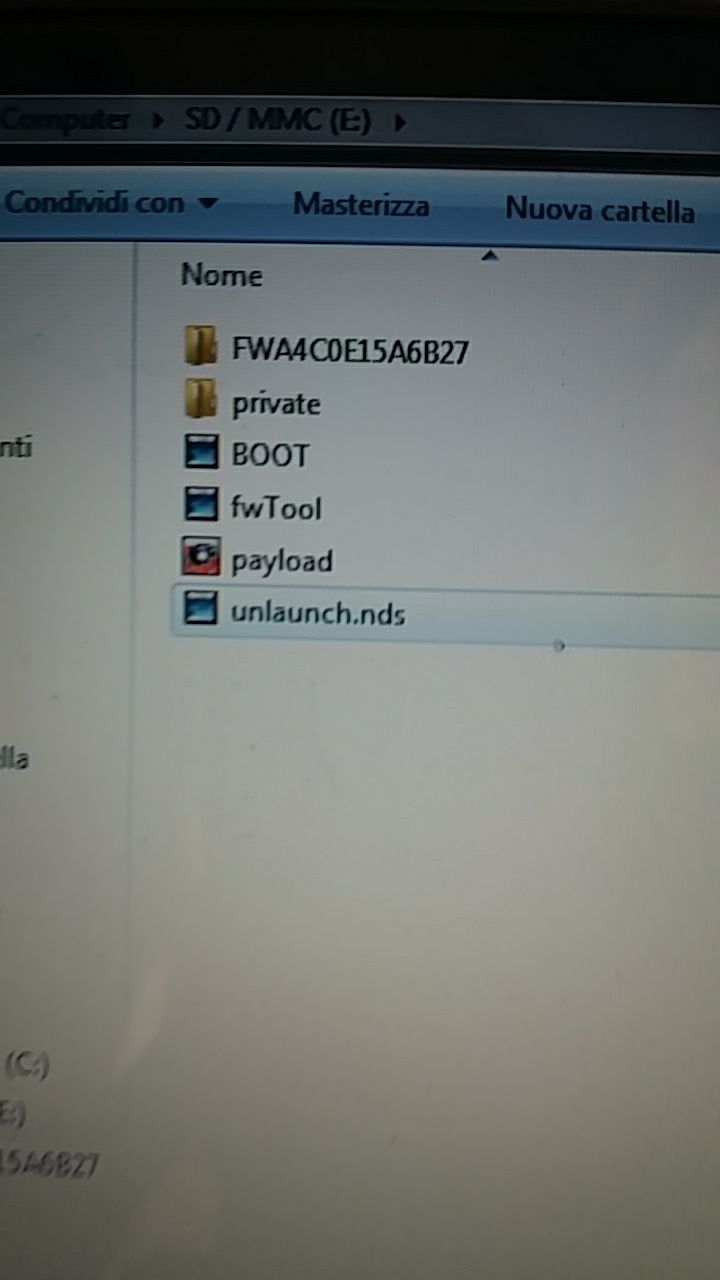 Computer ▸ SD / MMC (E:) ▸
Condividi con ▼ Masterizza Nuova cartella
Nome
FWA4C0E15A6B27
private
nti
BOOT
fwTool
payload
unlaunch.nds
lla
(C:)
E:)
15A6B27